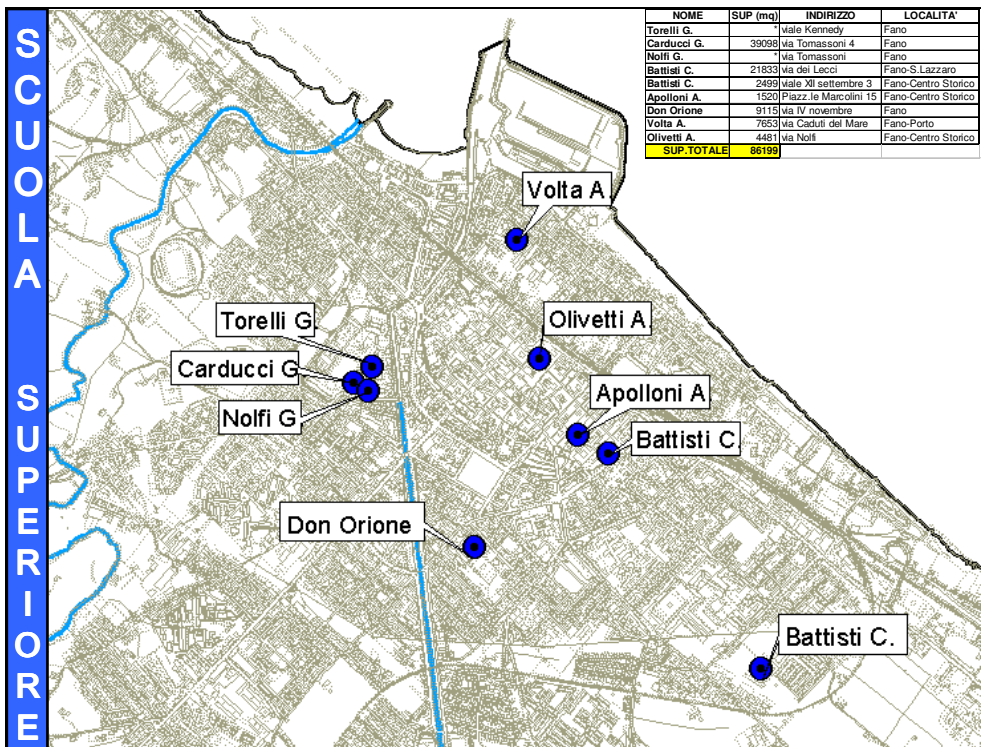 SCUOLA SUPERIORE
NOME SUP (mq) INDIRIZZO LOCALITA'
Torelli G. * viale Kennedy Fano
Carducci G. 39098 via Tomassoni 4 Fano
Nolfi G. * via Tomassoni Fano
Battisti C. 21833 via dei Lecci Fano-S.Lazzaro
Battisti C. 2499 viale XII settembre 3 Fano-Centro Storico
Apolloni A. 1520 Piazz.le Marcolini 15 Fano-Centro Storico
Don Orione 9115 via IV novembre Fano
Volta A. 7653 via Caduti del Mare Fano-Porto
Olivetti A. 4481 via Nolfi Fano-Centro Storico
SUP.TOTALE 86199
Volta A.
Torelli G.
Olivetti A.
Carducci G
Apolloni A.
Nolfi G
Battisti C.
Don Orione
Battisti C.